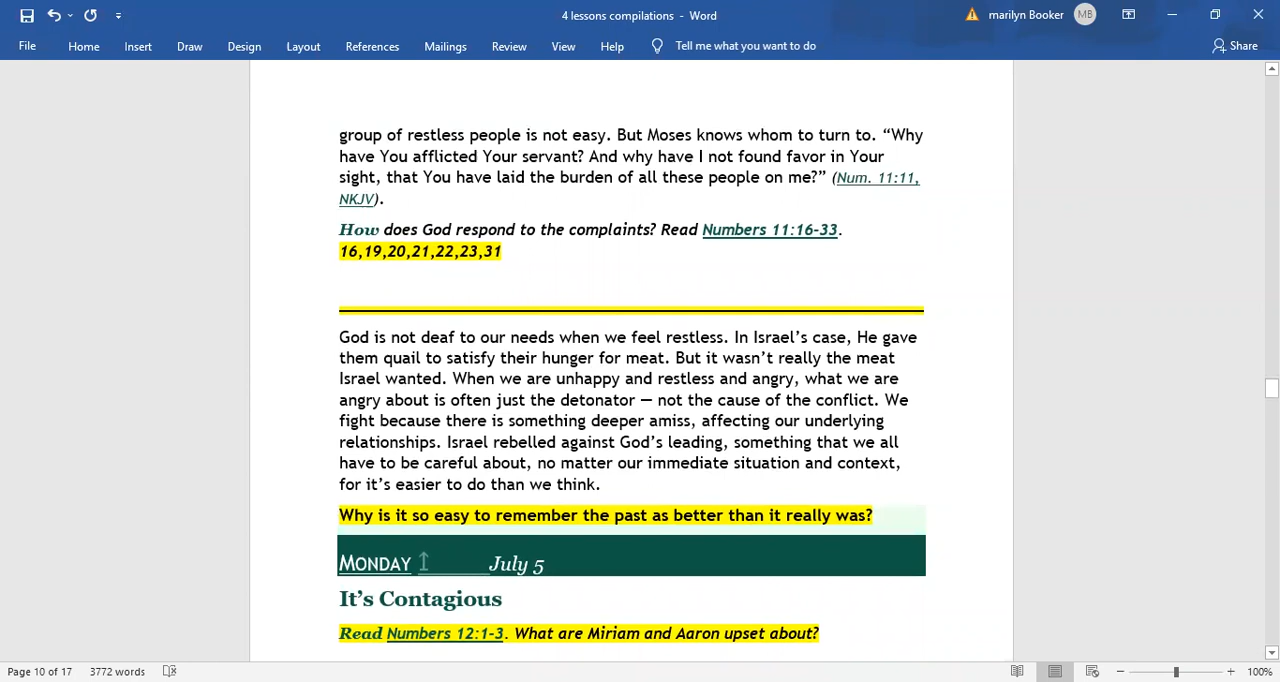 4 lessons compilations - Word
marilyn Booker MB
File Home Insert Draw Design Layout References Mailings Review View Help Tell me what you want to do Share
group of restless people is not easy. But Moses knows whom to turn to. “Why
have You afflicted Your servant? And why have I not found favor in Your
sight, that You have laid the burden of all these people on me?” (Num. 11:11,
NKJV).
How does God respond to the complaints? Read Numbers 11:16-33.
16,19,20,21,22,23,31
God is not deaf to our needs when we feel restless. In Israel’s case, He gave
them quail to satisfy their hunger for meat. But it wasn’t really the meat
Israel wanted. When we are unhappy and restless and angry, what we are
angry about is often just the detonator — not the cause of the conflict. We
fight because there is something deeper amiss, affecting our underlying
relationships. Israel rebelled against God’s leading, something that we all
have to be careful about, no matter our immediate situation and context,
for it’s easier to do than we think.
Why is it so easy to remember the past as better than it really was?
MONDAY July 5
It’s Contagious
Read Numbers 12:1-3. What are Miriam and Aaron upset about?
Page 10 of 17 3772 words 100%